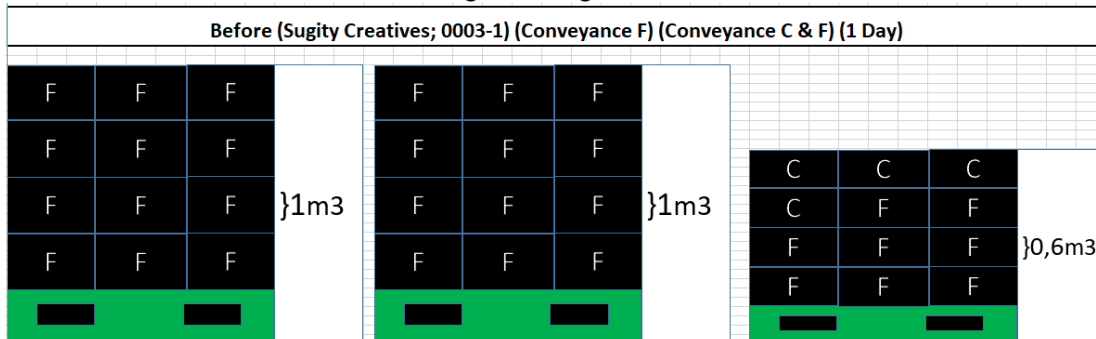 Before (Sugity Creatives; 0003-1) (Conveyance F) (Conveyance C & F) (1 Day)
F F F
F F F
F F F
F F F
}1m3
F F F
F F F
F F F
F F F
}1m3
C C C
C F F
F F F
F F F
}0,6m3